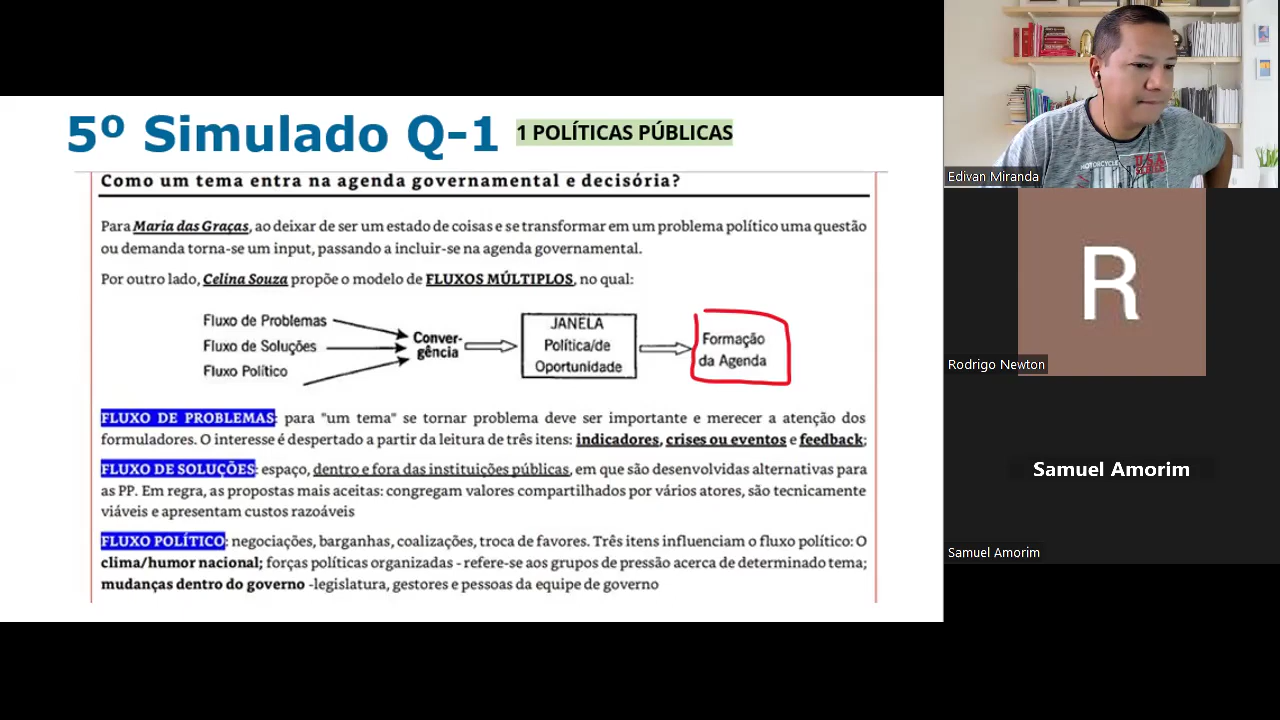 5º Simulado Q-1 1 POLÍTICAS PÚBLICAS
Como um tema entra na agenda governamental e decisória?
Para Maria das Graças, ao deixar de ser um estado de coisas e se transformar em um problema político uma questão
ou demanda torna-se um input, passando a incluir-se na agenda governamental.
Por outro lado, Celina Souza propõe o modelo de FLUXOS MÚLTIPLOS, no qual:
Fluxo de Problemas
Fluxo de Soluções
Fluxo Político
Conver-
gência
JANELA
Política/de
Oportunidade
Formação
da Agenda
FLUXO DE PROBLEMAS: para "um tema" se tornar problema deve ser importante e merecer a atenção dos
formuladores. O interesse é despertado a partir da leitura de três itens: indicadores, crises ou eventos e feedback;
FLUXO DE SOLUÇÕES: espaço, dentro e fora das instituições públicas, em que são desenvolvidas alternativas para
as PP. Em regra, as propostas mais aceitas: congregam valores compartilhados por vários atores, são tecnicamente
viáveis e apresentam custos razoáveis
FLUXO POLÍTICO: negociações, barganhas, coalizações, troca de favores. Três itens influenciam o fluxo político: O
clima/humor nacional; forças políticas organizadas - refere-se aos grupos de pressão acerca de determinado tema;
mudanças dentro do governo -legislatura, gestores e pessoas da equipe de governo
MOTORCYCLE
U.S.A
Edivan Miranda
R
Rodrigo Newton
Samuel Amorim
Samuel Amorim